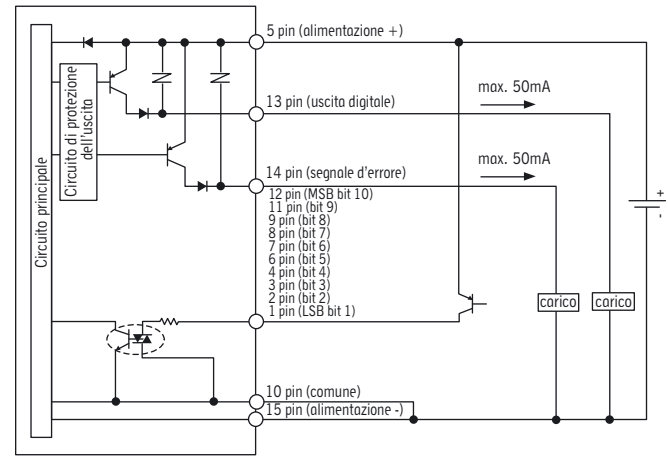 5 pin (alimentazione +)
Circuito principale
Circuito di protezione
dell'uscita
13 pin (uscita digitale)
max. 50mA
14 pin (segnale d'errore)
max. 50mA
12 pin (MSB bit 10)
11 pin (bit 9)
9 pin (bit 8)
8 pin (bit 7)
7 pin (bit 6)
6 pin (bit 5)
4 pin (bit 4)
3 pin (bit 3)
2 pin (bit 2)
1 pin (LSB bit 1)
+
-
carico
carico
10 pin (comune)
15 pin (alimentazione -)